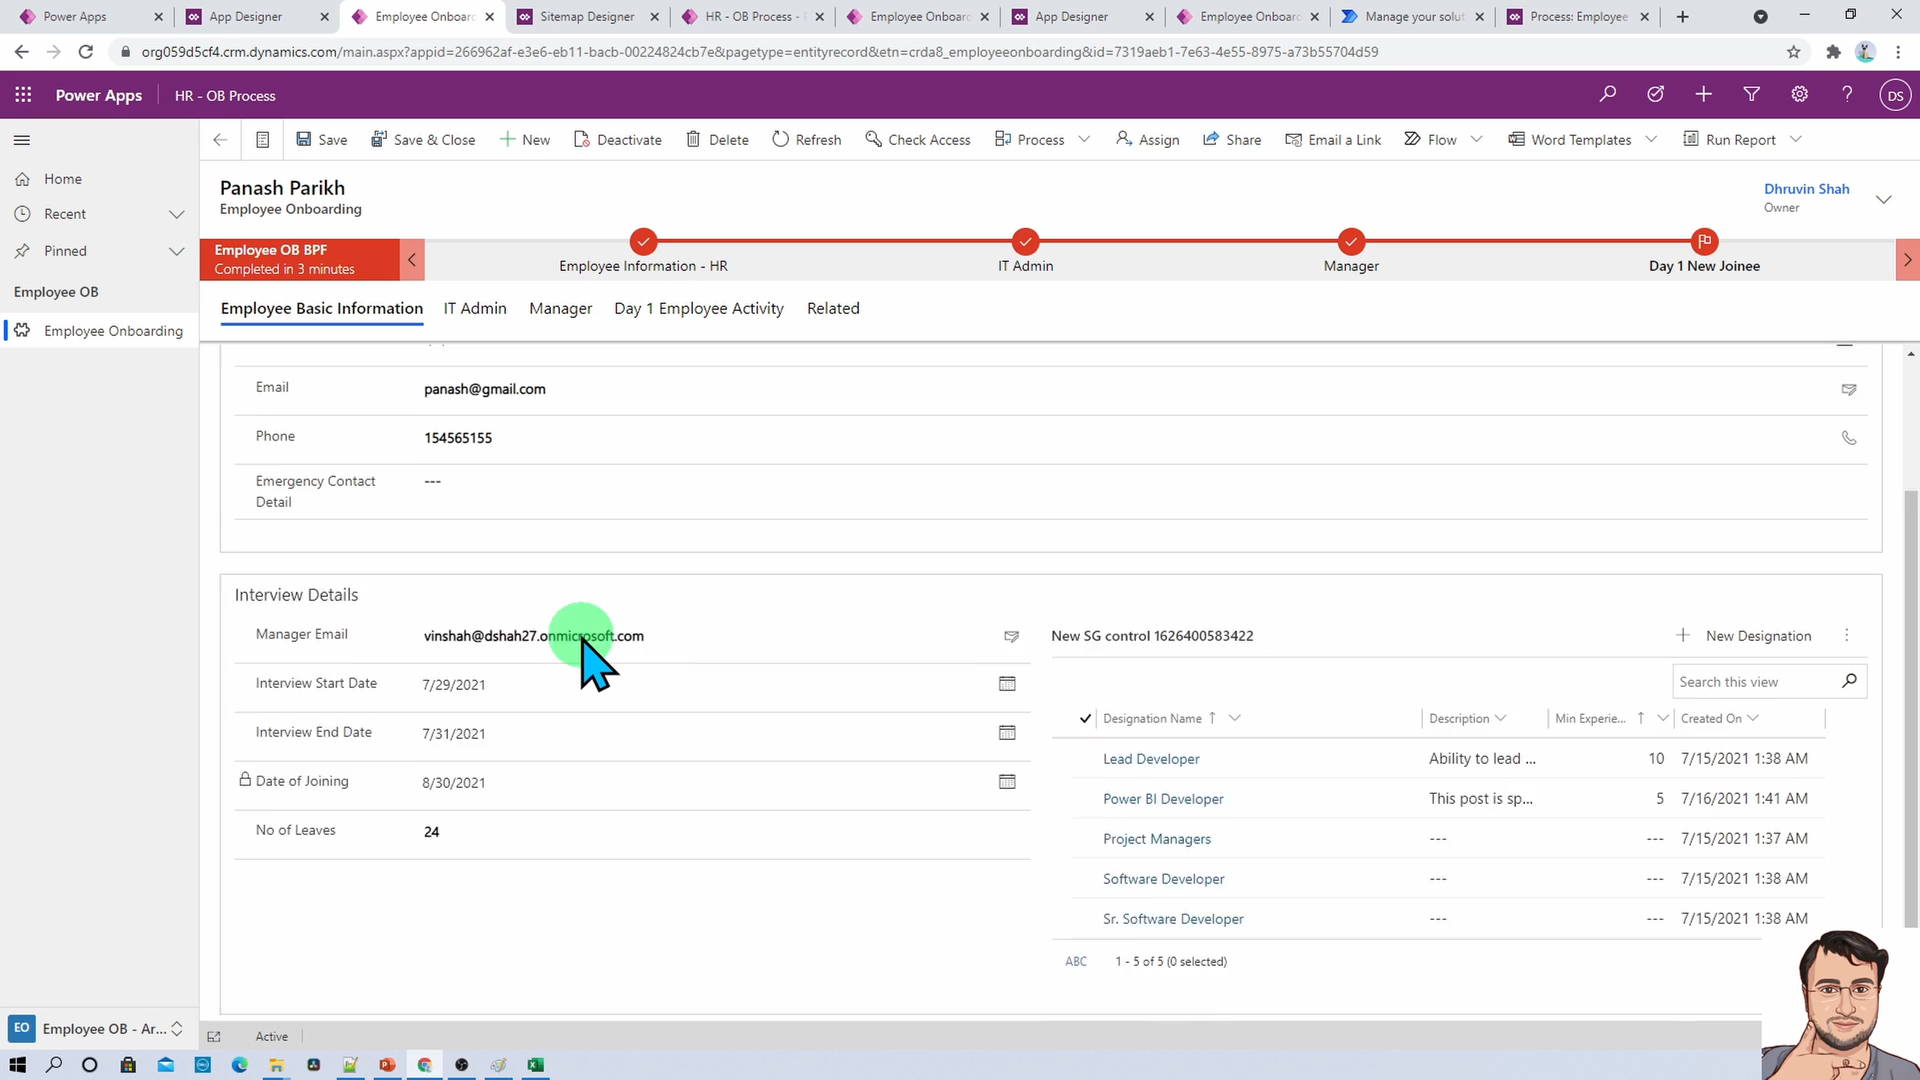 Power Apps
App Designer
Employee Onboard
Sitemap Designer
HR - OB Process -
Employee Onboard
App Designer
Employee Onboard
Manage your solut
Process: Employee
org059d5cf4.crm.dynamics.com/main.aspx?appid=266962af-e3e6-eb11-bacb-00224824cb7e&pagetype=entityrecord&etn=crda8_employeeonboarding&id=7319aeb1-7e63-4e55-8975-a73b55704d59
Power Apps
HR - OB Process
DS
Save
Save & Close
New
Deactivate
Delete
Refresh
Check Access
Process
Assign
Share
Email a Link
Flow
Word Templates
Run Report
Home
Recent
Pinned
Employee OB
Employee Onboarding
Panash Parikh
Employee Onboarding
Dhruvin Shah
Owner
Employee OB BPF
Completed in 3 minutes
Employee Information - HR
IT Admin
Manager
Day 1 New Joinee
Employee Basic Information
IT Admin
Manager
Day 1 Employee Activity
Related
Email
panash@gmail.com
Phone
154565155
Emergency Contact
Detail
---
Interview Details
Manager Email
vinshah@dshah27.onmicrosoft.com
Interview Start Date
7/29/2021
Interview End Date
7/31/2021
Date of Joining
8/30/2021
No of Leaves
24
New SG control 1626400583422
New Designation
Search this view
Designation Name
Description
Min Experie...
Created On
Lead Developer Ability to lead ... 10 7/15/2021 1:38 AM
Power BI Developer This post is sp... 5 7/16/2021 1:41 AM
Project Managers --- --- 7/15/2021 1:37 AM
Software Developer --- --- 7/15/2021 1:38 AM
Sr. Software Developer --- --- 7/15/2021 1:38 AM
ABC
1 - 5 of 5 (0 selected)
EO
Employee OB - Ar...
Active